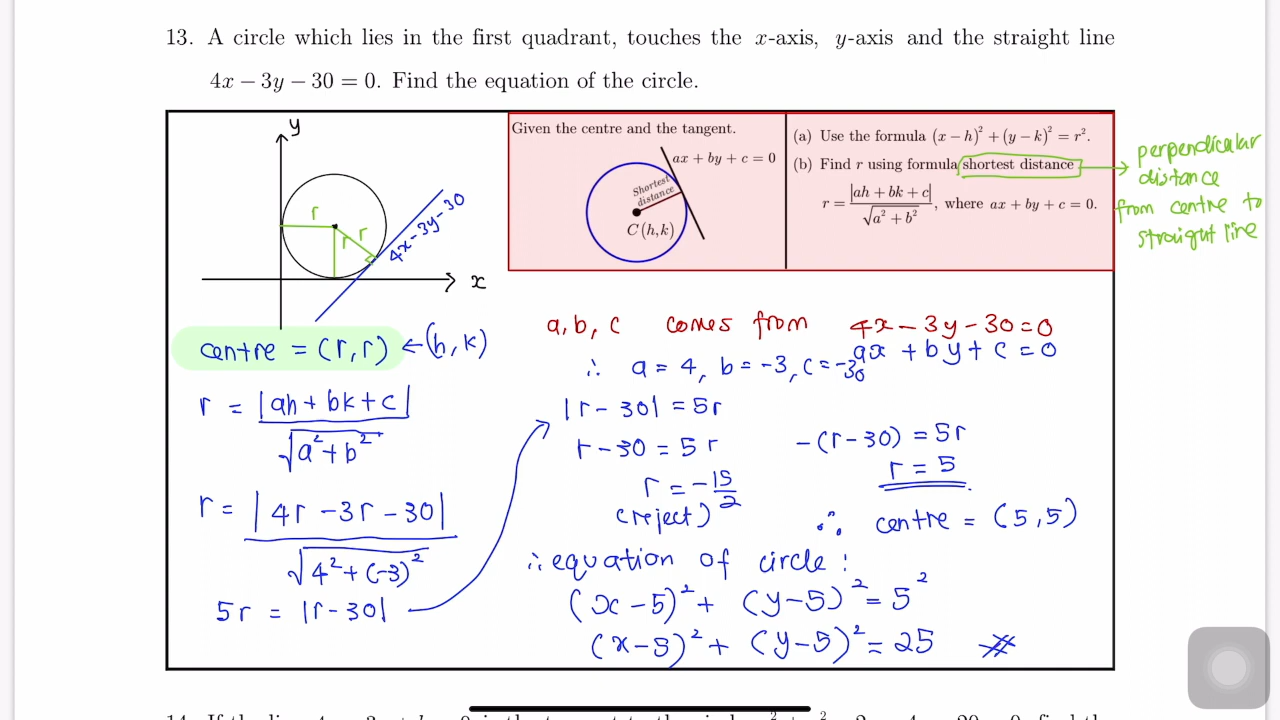 13. A circle which lies in the first quadrant, touches the x-axis, y-axis and the straight line
4x − 3y − 30 = 0. Find the equation of the circle.
y
r
r
r
4x-3y-30
x
Given the centre and the tangent.
ax + by + c = 0
Shortest
distance
C(h, k)
(a) Use the formula (x − h)² + (y − k)² = r².
(b) Find r using formula shortest distance
r = |ah + bk + c| / √(a² + b²), where ax + by + c = 0.
perpendicular
distance
from centre to
straight line
centre = (r,r) ← (h,k)
r = |ah + bk + c| / √(a² + b²)
r = |4r - 3r - 30| / √(4² + (-3)²)
5r = |r - 30|
a, b, c comes from 4x - 3y - 30 = 0
ax + by + c = 0
∴ a = 4, b = -3, c = -30
|r - 30| = 5r
r - 30 = 5r
r = -15/2
(reject)
-(r - 30) = 5r
r = 5
∴ centre = (5,5)
∴ equation of circle :
(x - 5)² + (y - 5)² = 5²
(x - 5)² + (y - 5)² = 25